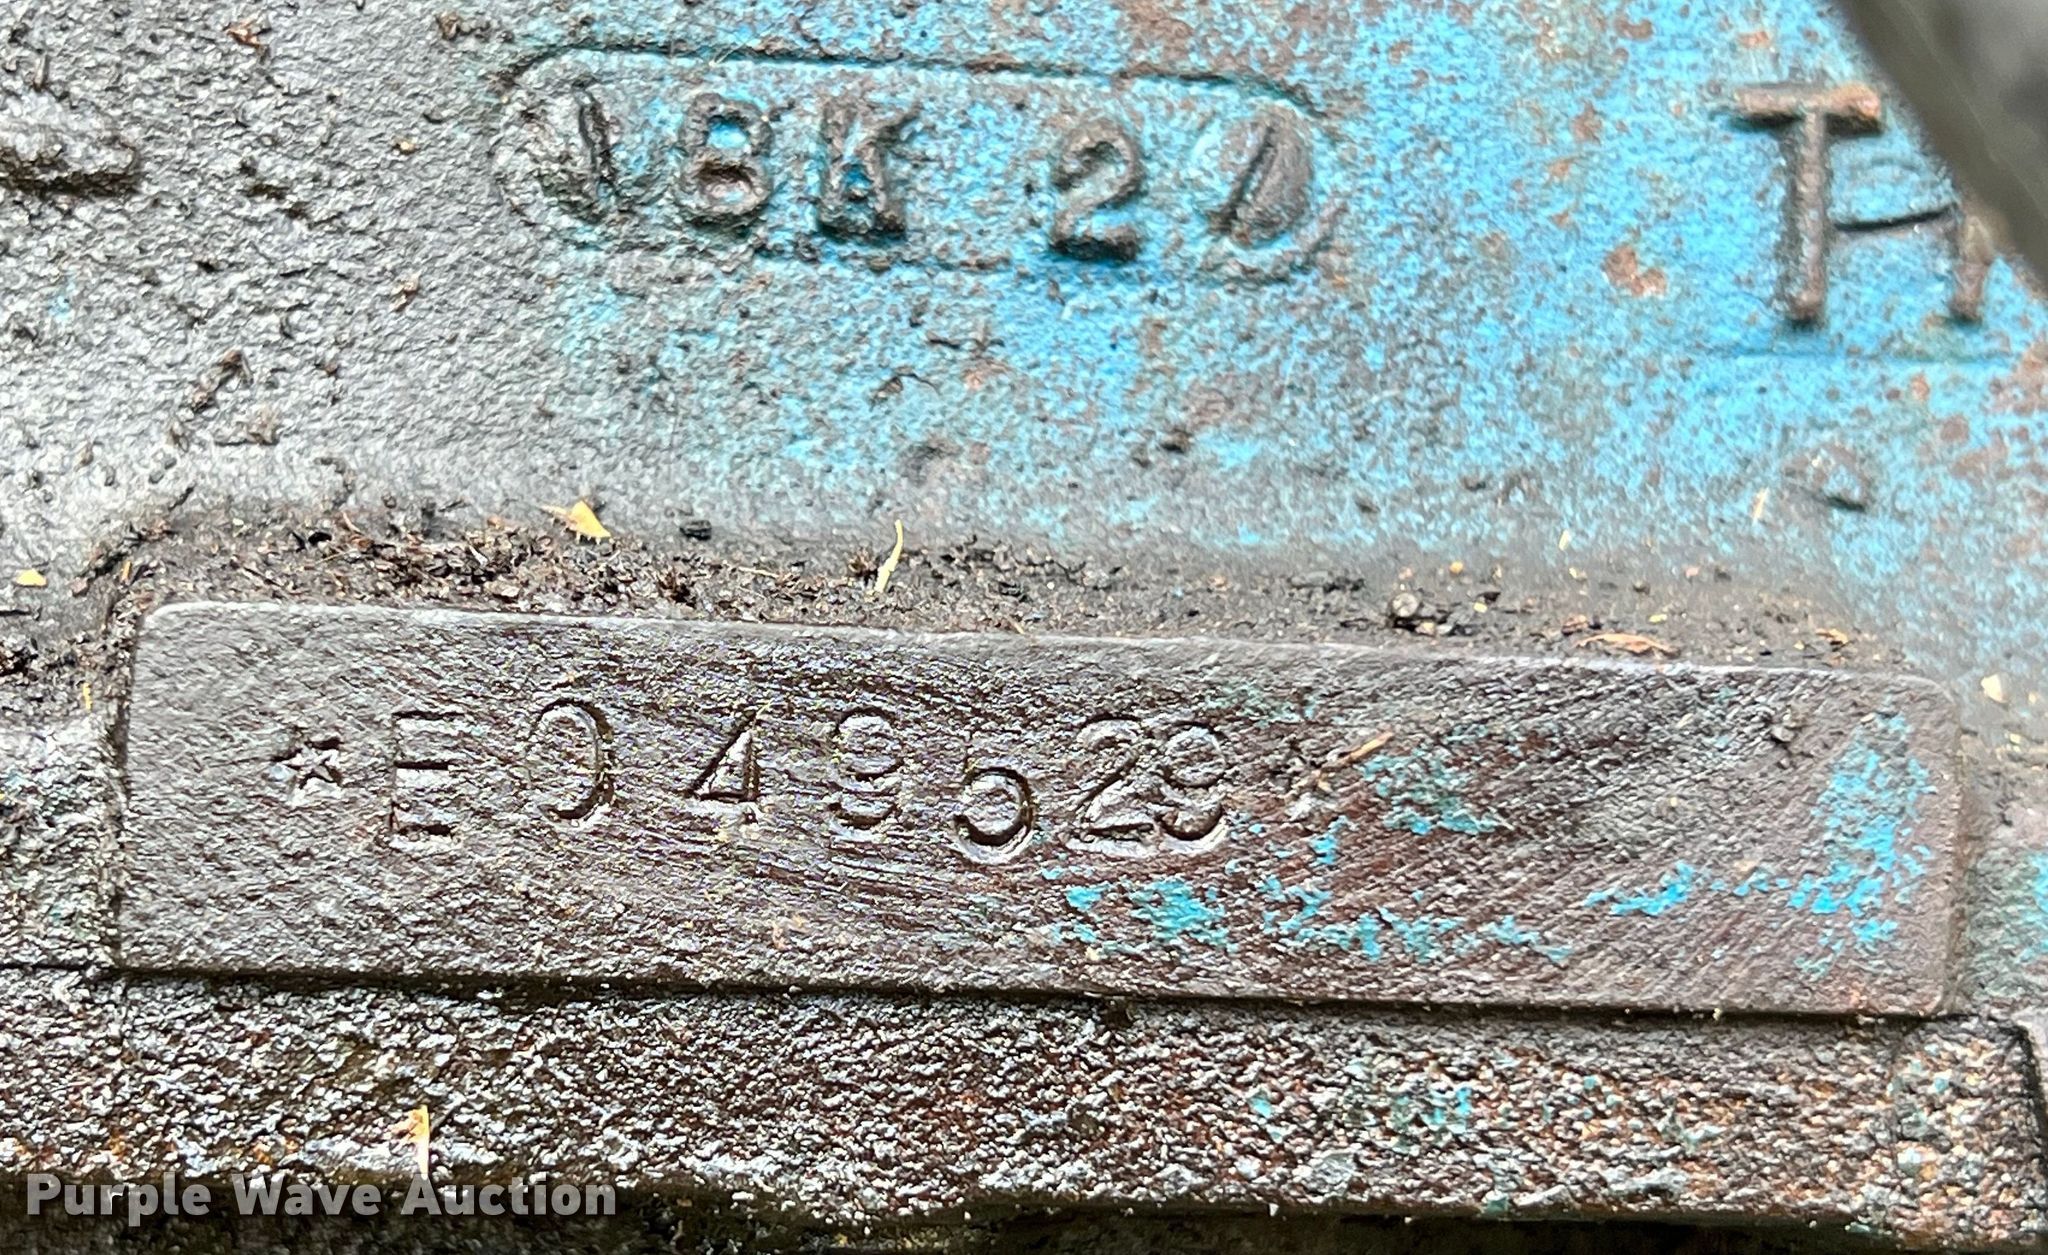 8K 2
T
★E049529
Purple Wave Auction